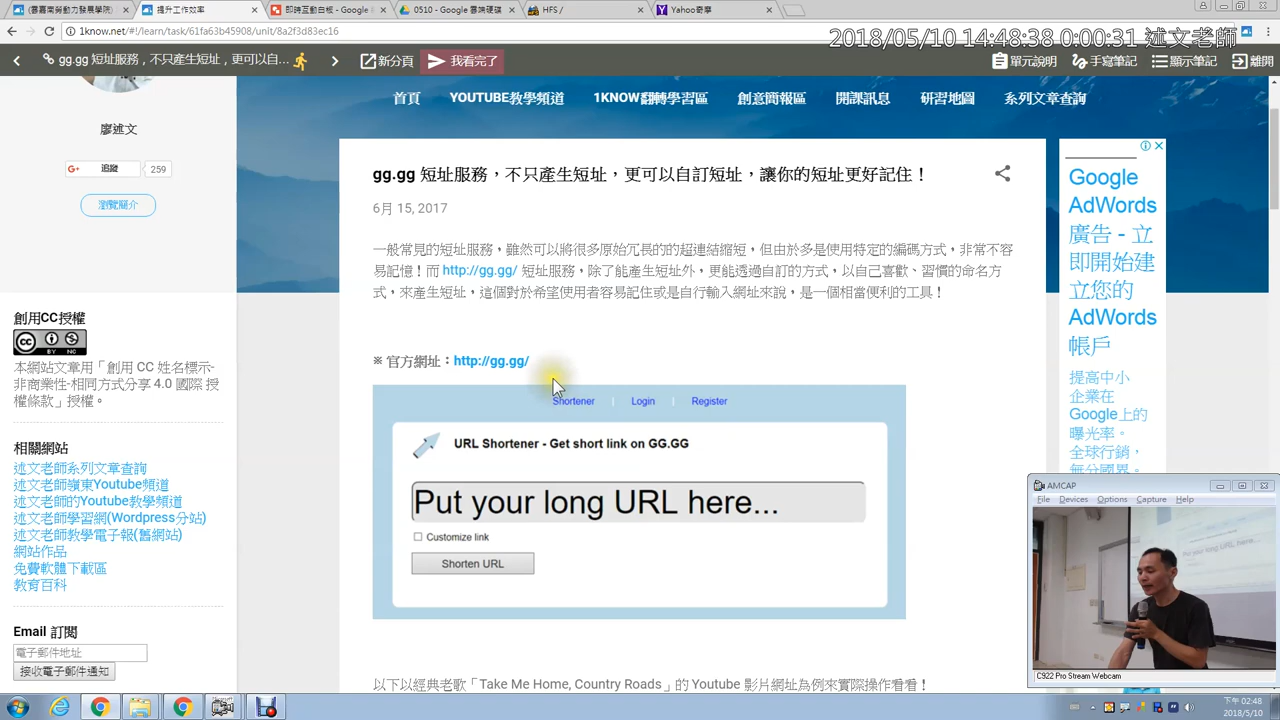 (雲嘉南勞動力發展學院)
提升工作效率
即時互動白板 - Google
0510 - Google 雲端硬碟
HFS /
Yahoo奇摩
1know.net/#!/learn/task/61fa63b45908/unit/8a2f3d83ec16
2018/05/10 14:48:38 0:00:31 述文老師
gg.gg 短址服務，不只產生短址，更可以自...
新分頁
我看完了
單元說明
手寫筆記
顯示筆記
離開
首頁
YOUTUBE教學頻道
1KNOW翻轉學習區
創意簡報區
開課訊息
研習地圖
系列文章查詢
廖述文
追蹤
259
瀏覽簡介
gg.gg 短址服務，不只產生短址，更可以自訂短址，讓你的短址更好記住！
6月 15, 2017
一般常見的短址服務，雖然可以將很多原始冗長的的超連結縮短，但由於多是使用特定的編碼方式，非常不容
易記憶！而 http://gg.gg/ 短址服務，除了能產生短址外，更能透過自訂的方式，以自己喜歡、習慣的命名方
式，來產生短址，這個對於希望使用者容易記住或是自行輸入網址來說，是一個相當便利的工具！
※ 官方網址：http://gg.gg/
Shortener
Login
Register
URL Shortener - Get short link on GG.GG
Put your long URL here...
Customize link
Shorten URL
以下以經典老歌「Take Me Home, Country Roads」的 Youtube 影片網址為例來實際操作看看！
創用CC授權
cc
BY NC
本網站文章用「創用 CC 姓名標示-
非商業性-相同方式分享 4.0 國際 授
權條款」授權。
相關網站
述文老師系列文章查詢
述文老師嶺東Youtube頻道
述文老師的Youtube教學頻道
述文老師學習網(Wordpress分站)
述文老師教學電子報(舊網站)
網站作品
免費軟體下載區
教育百科
Email 訂閱
電子郵件地址
接收電子郵件通知
Google
AdWords
廣告 - 立
即開始建
立您的
AdWords
帳戶
提高中小
企業在
Google上的
曝光率。
全球行銷，
無分國界。
AMCAP
File Devices Options Capture Help
Put your long URL here...
C922 Pro Stream Webcam
下午 02:48
2018/5/10